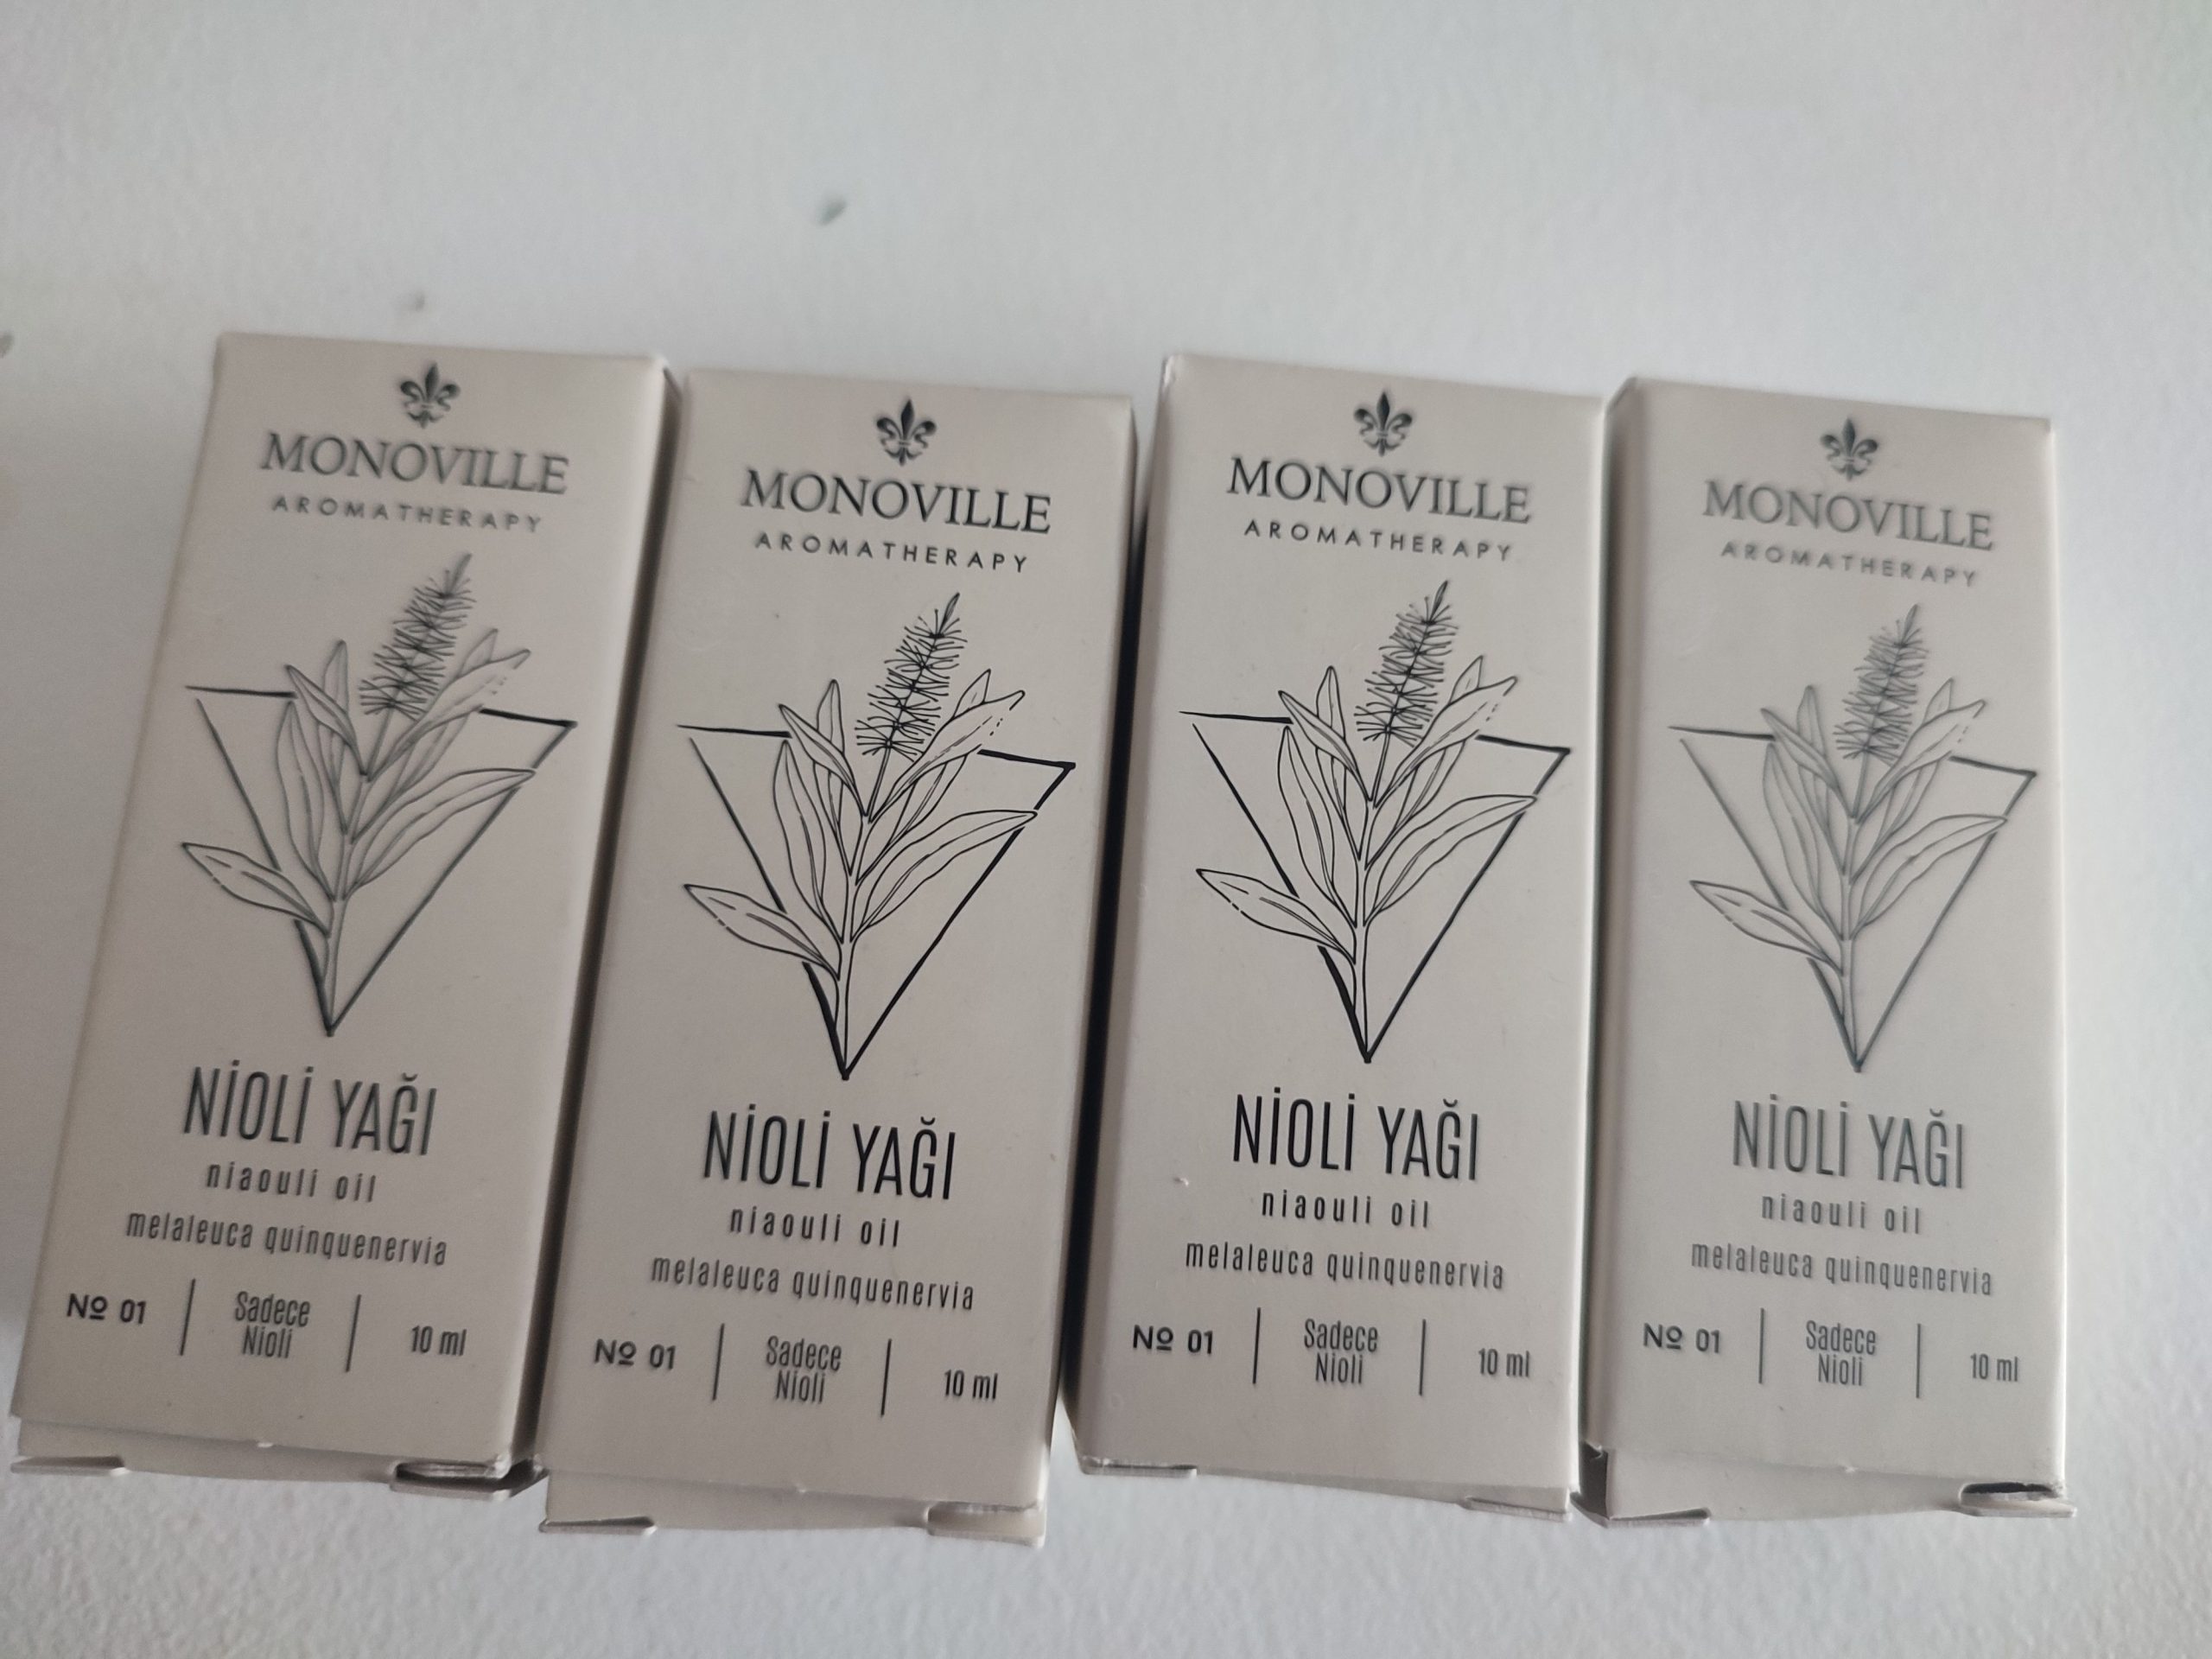 MONOVILLE
AROMATHERAPY
NİOLİ YAĞI
niaouli oil
melaleuca quinquenervia
№ 01
Sadece
Nioli
10 ml
MONOVILLE
AROMATHERAPY
NİOLİ YAĞI
niaouli oil
melaleuca quinquenervia
№ 01
Sadece
Nioli
10 ml
MONOVILLE
AROMATHERAPY
NİOLİ YAĞI
niaouli oil
melaleuca quinquenervia
№ 01
Sadece
Nioli
10 ml
MONOVILLE
AROMATHERAPY
NİOLİ YAĞI
niaouli oil
melaleuca quinquenervia
№ 01
Sadece
Nioli
10 ml